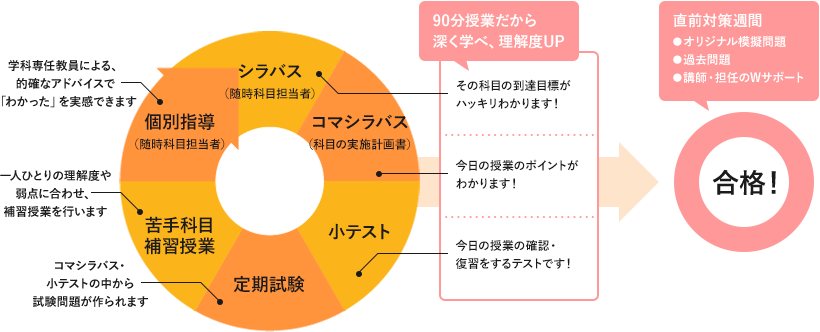 90分授業だから
深く学べ、理解度UP
直前対策週間
●オリジナル模擬問題
●過去問題
●講師・担任のWサポート
学科専任教員による、
的確なアドバイスで
「わかった」を実感できます
シラバス
（随時科目担当者）
その科目の到達目標が
ハッキリわかります！
個別指導
（随時科目担当者）
コマシラバス
（科目の実施計画書）
今日の授業のポイントが
わかります！
合格！
一人ひとりの理解度や
弱点に合わせ、
補習授業を行います
苦手科目
補習授業
小テスト
今日の授業の確認・
復習をするテストです！
コマシラバス・
小テストの中から
試験問題が作られます
定期試験